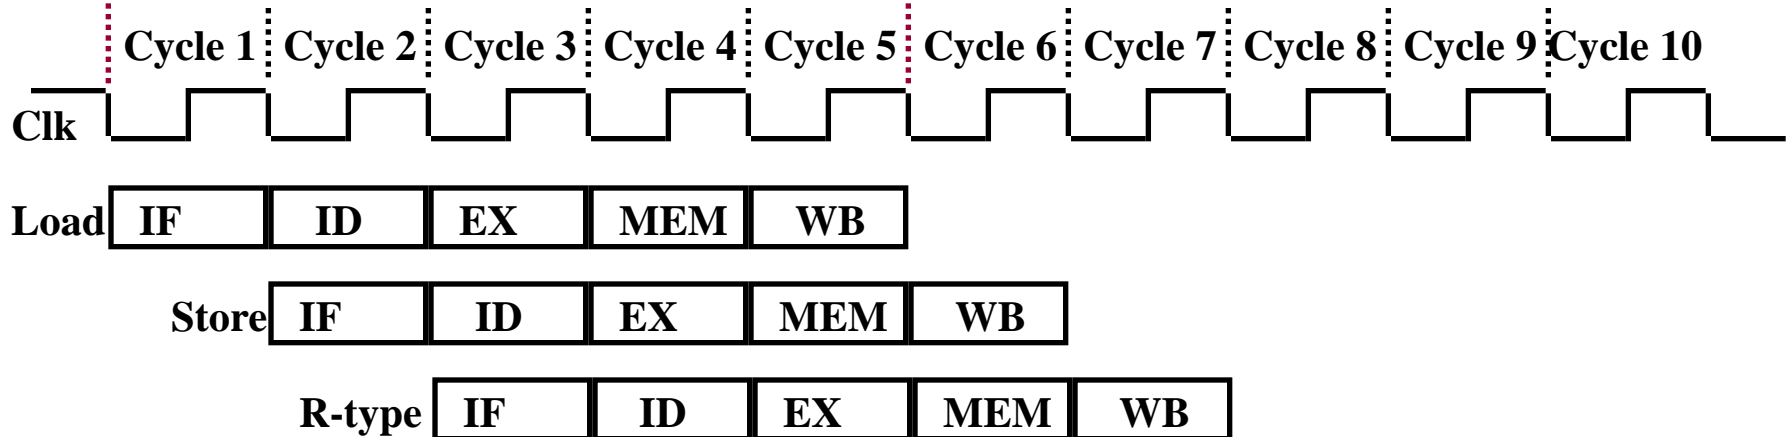 Cycle 1 Cycle 2 Cycle 3 Cycle 4 Cycle 5 Cycle 6 Cycle 7 Cycle 8 Cycle 9 Cycle 10
Clk
Load IF ID EX MEM WB
Store IF ID EX MEM WB
R-type IF ID EX MEM WB